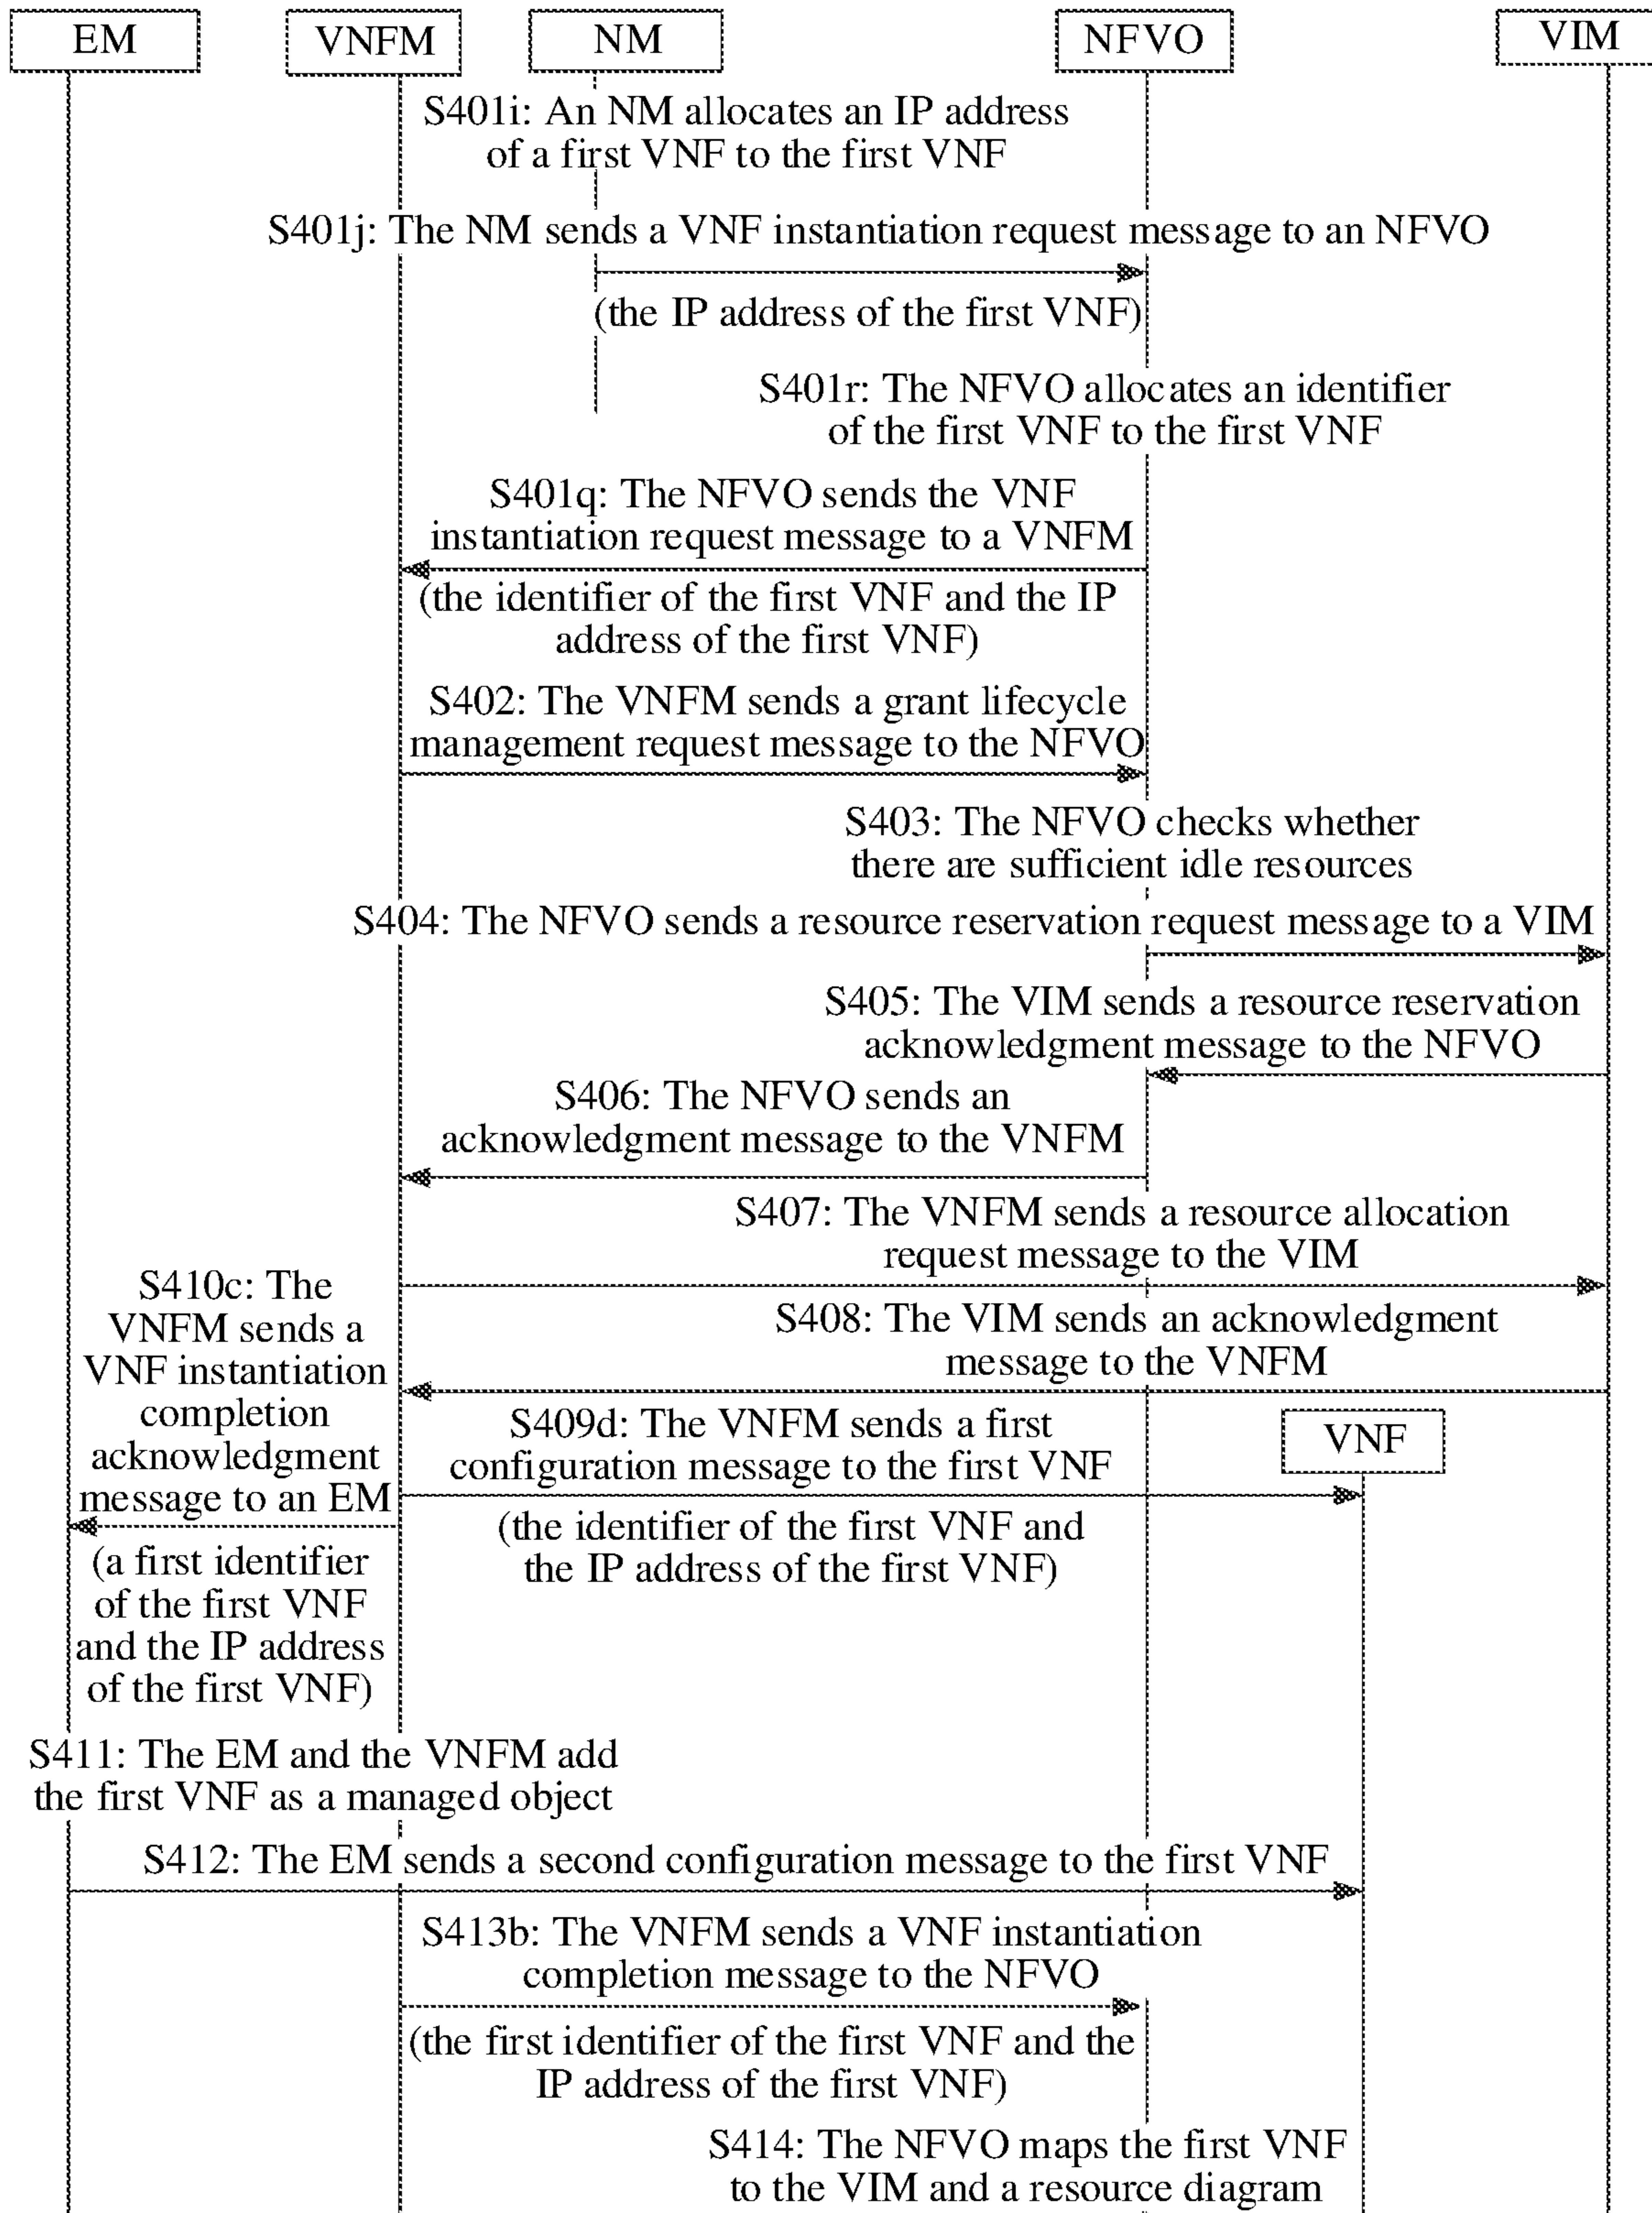 EM
VNFM
NM
NFVO
VIM
S401i: An NM allocates an IP address
of a first VNF to the first VNF
S401j: The NM sends a VNF instantiation request message to an NFVO
(the IP address of the first VNF)
S401r: The NFVO allocates an identifier
of the first VNF to the first VNF
S401q: The NFVO sends the VNF
instantiation request message to a VNFM
(the identifier of the first VNF and the IP
address of the first VNF)
S402: The VNFM sends a grant lifecycle
management request message to the NFVO
S403: The NFVO checks whether
there are sufficient idle resources
S404: The NFVO sends a resource reservation request message to a VIM
S405: The VIM sends a resource reservation
acknowledgment message to the NFVO
S406: The NFVO sends an
acknowledgment message to the VNFM
S407: The VNFM sends a resource allocation
request message to the VIM
S410c: The
VNFM sends a
VNF instantiation
completion
acknowledgment
message to an EM
(a first identifier
of the first VNF
and the IP address
of the first VNF)
S408: The VIM sends an acknowledgment
message to the VNFM
VNF
S409d: The VNFM sends a first
configuration message to the first VNF
(the identifier of the first VNF and
the IP address of the first VNF)
S411: The EM and the VNFM add
the first VNF as a managed object
S412: The EM sends a second configuration message to the first VNF
S413b: The VNFM sends a VNF instantiation
completion message to the NFVO
(the first identifier of the first VNF and the
IP address of the first VNF)
S414: The NFVO maps the first VNF
to the VIM and a resource diagram